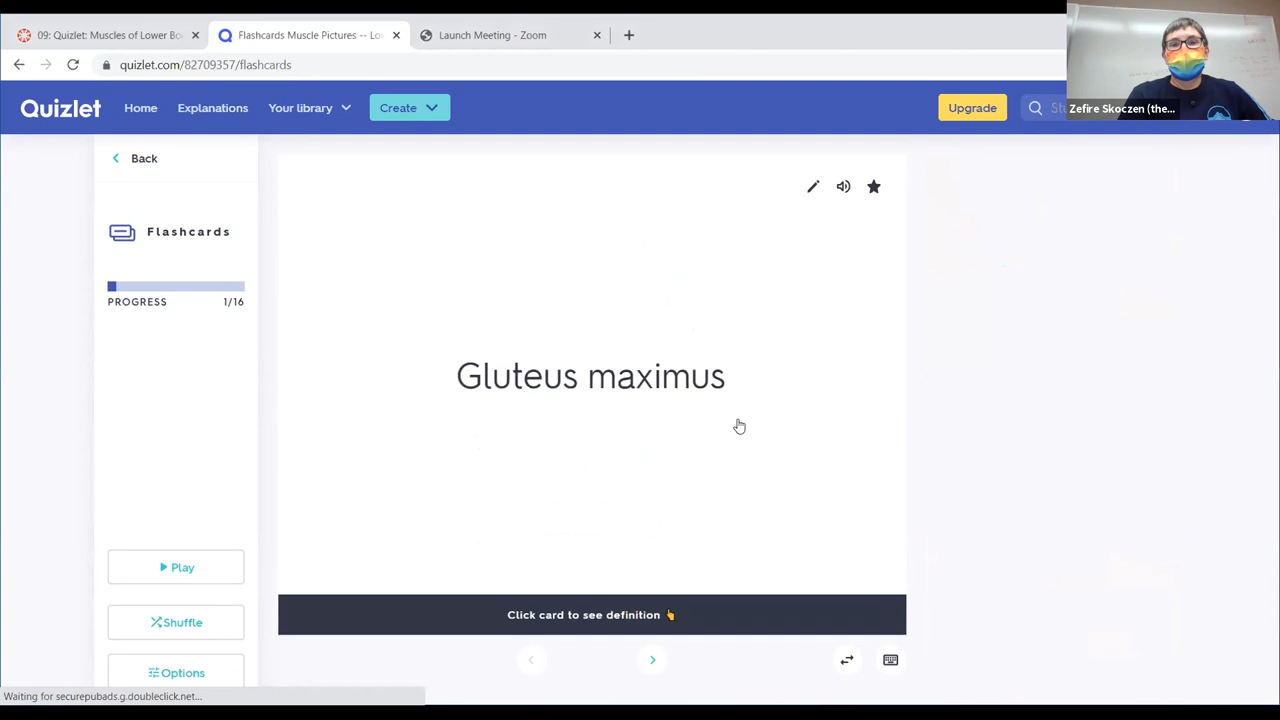 09: Quizlet: Muscles of Lower Bo
Flashcards Muscle Pictures -- Lo
Launch Meeting - Zoom
quizlet.com/82709357/flashcards
Quizlet
Home
Explanations
Your library
Create
Upgrade
Zefire Skoczen (the...
Back
Flashcards
PROGRESS 1/16
Gluteus maximus
Play
Click card to see definition 👆
Shuffle
Options
Waiting for securepubads.g.doubleclick.net...